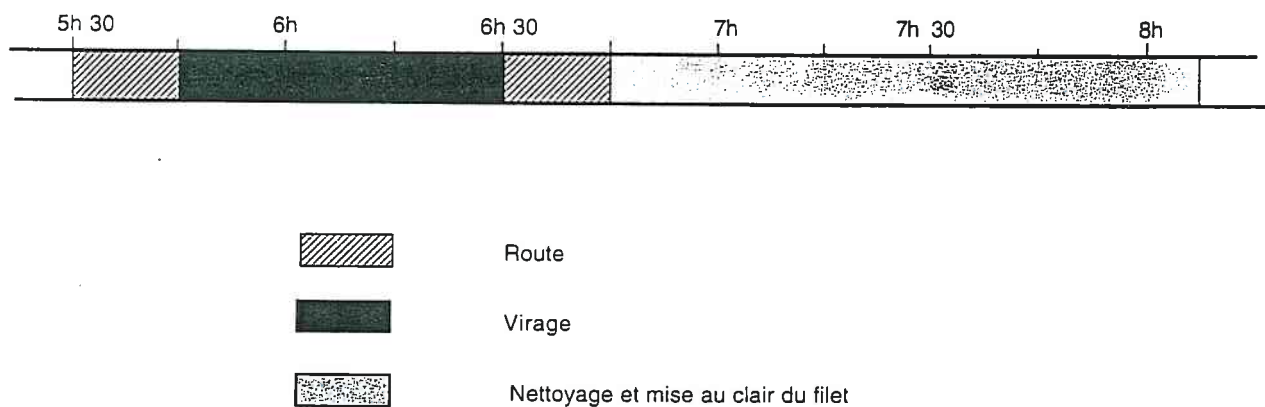 5h 30 6h 6h 30 7h 7h 30 8h
Route
Virage
Nettoyage et mise au clair du filet